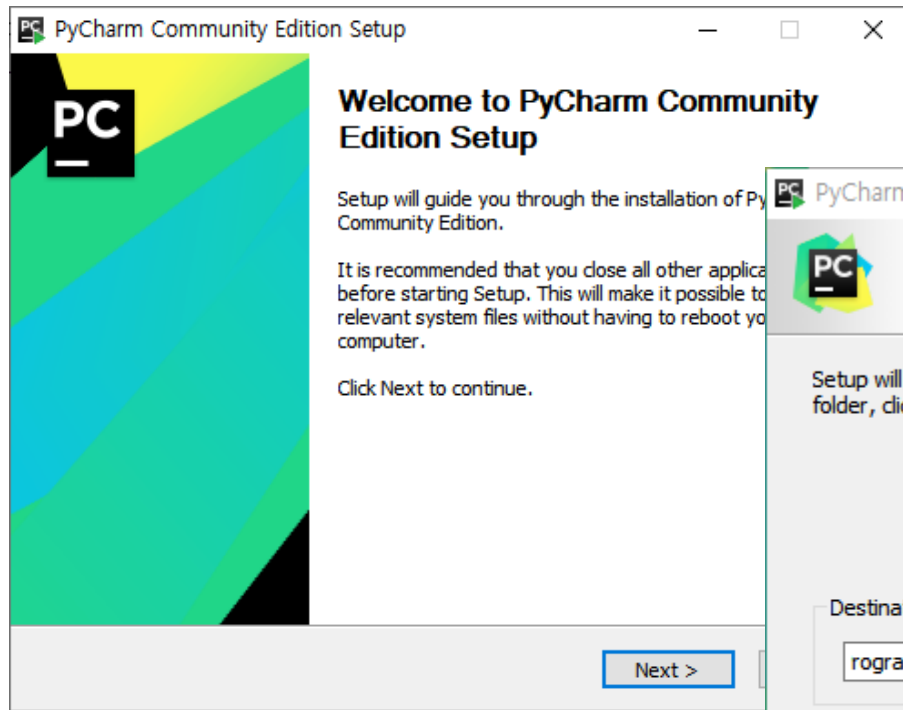 PyCharm Community Edition Setup
PC
Welcome to PyCharm Community
Edition Setup
Setup will guide you through the installation of Py
Community Edition.
It is recommended that you close all other applica
before starting Setup. This will make it possible to
relevant system files without having to reboot yo
computer.
Click Next to continue.
Next >
PyCharm
PC
Setup will
folder, clic
Destina
rogra